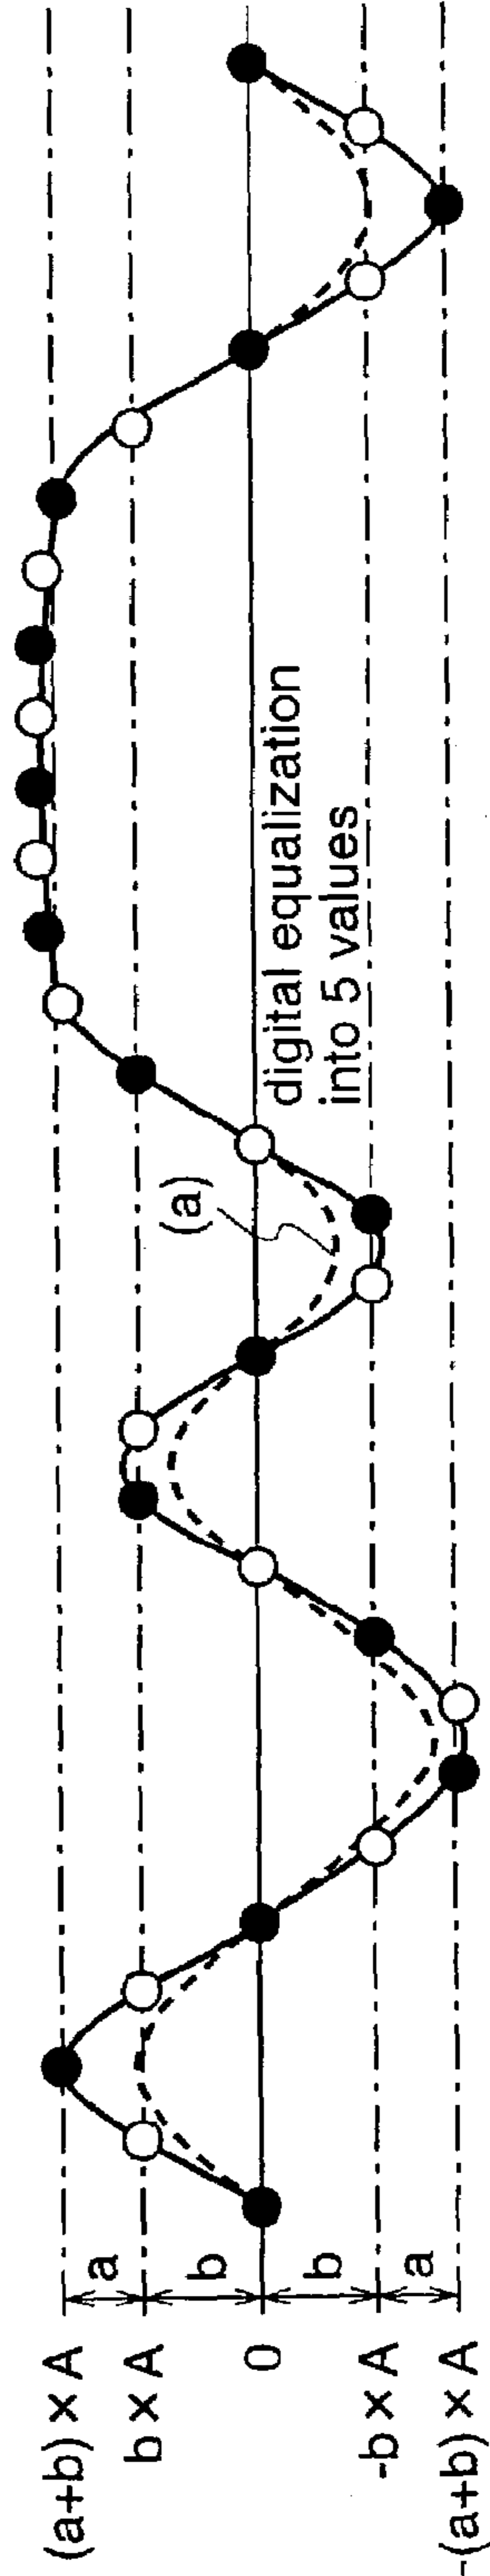 (a+b) × A
b × A
0
-b × A
-(a+b) × A
a
b
b
a
(a)
digital equalization
into 5 values